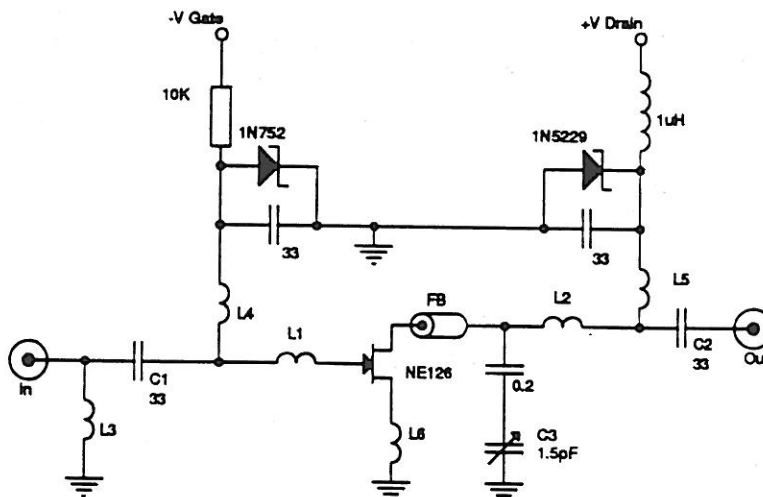 -V Gate
+V Drain
10K
1N752
1N5229
1uH
33
33
L4
L1
FB
L2
L5
In
C1
33
NE126
0.2
C2
33
Ou
L3
L6
C3
1.5pF